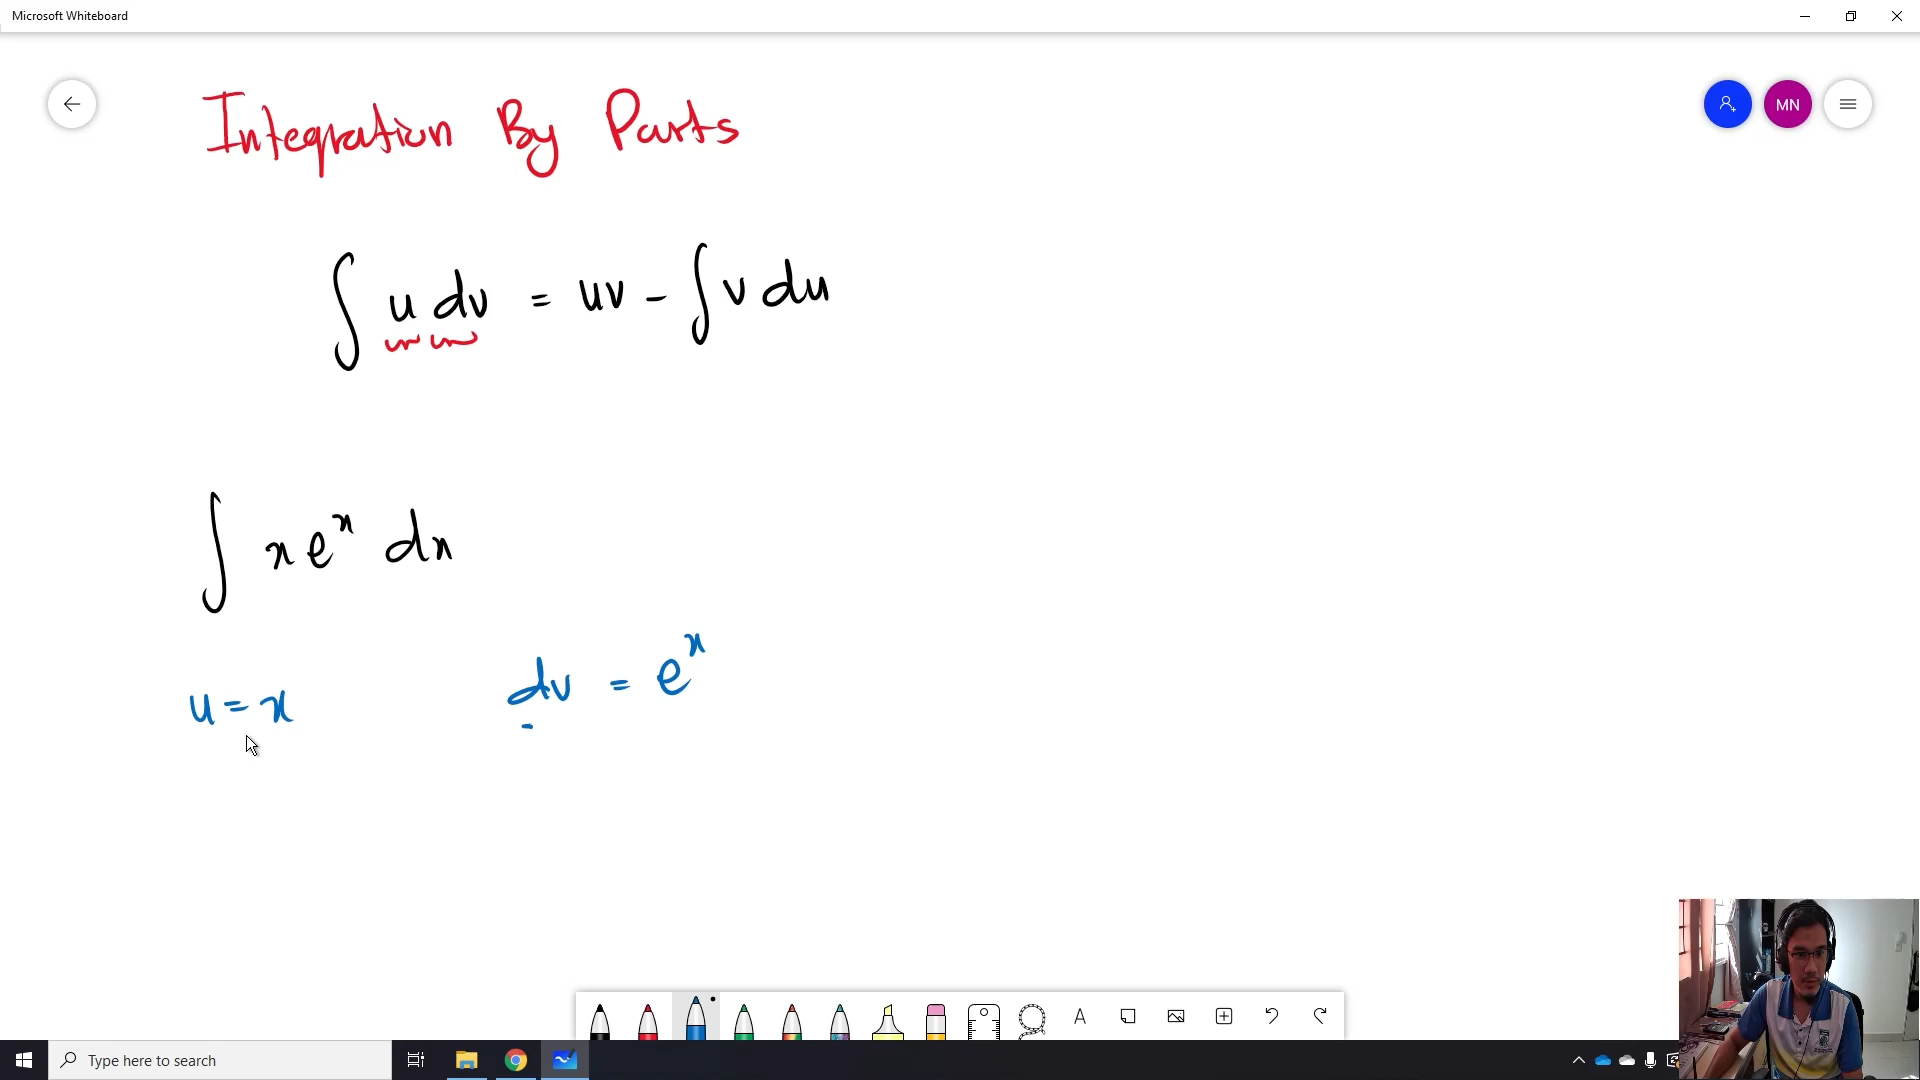 Microsoft Whiteboard
MN
Integration By Parts
∫ u dv = uv - ∫ v du
∫ x eˣ dx
u = x
dv = eˣ
A
Type here to search